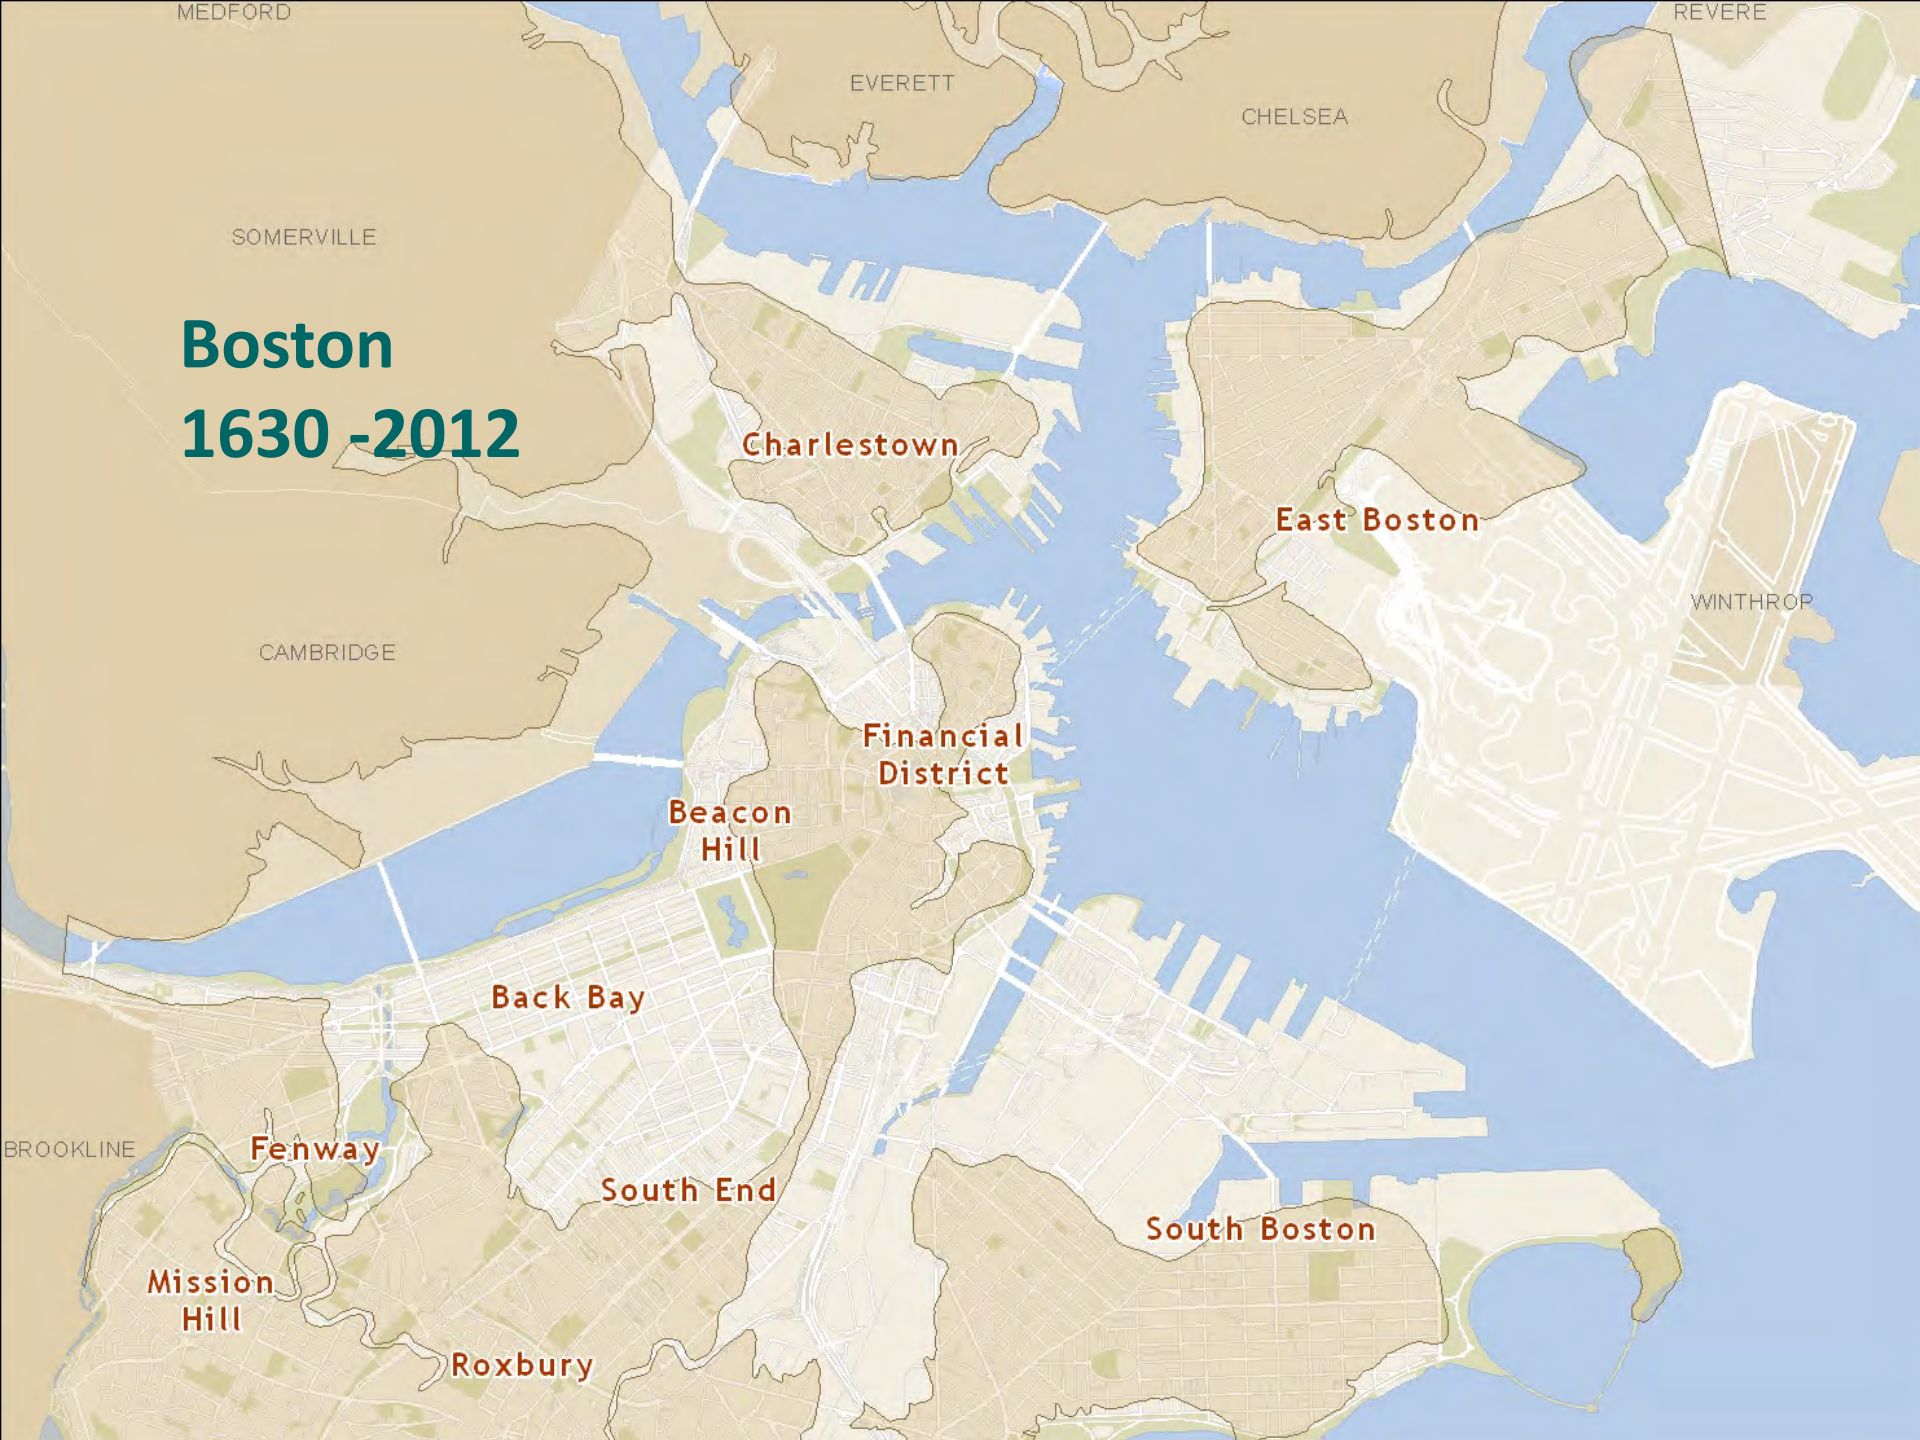 MEDFORD
REVERE
EVERETT
CHELSEA
SOMERVILLE
Boston
1630 -2012
Charlestown
East Boston
WINTHROP
CAMBRIDGE
Financial
District
Beacon
Hill
Back Bay
BROOKLINE
Fenway
South End
South Boston
Mission
Hill
Roxbury